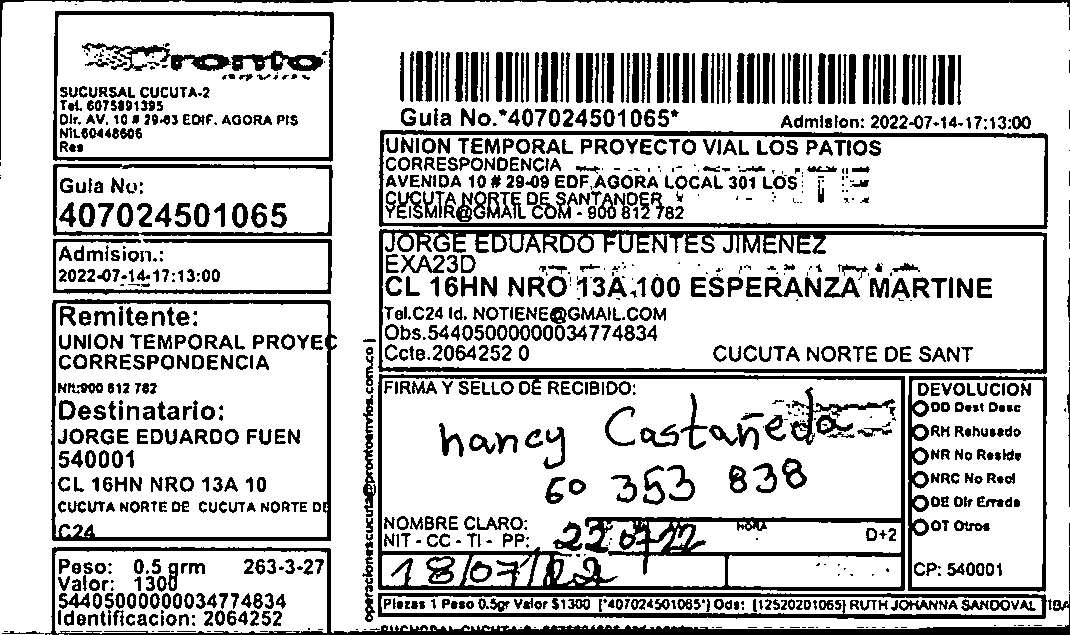 Pronto
SUCURSAL CUCUTA-2
Tel. 6075891395
Dir. AV. 10 # 29-63 EDIF. AGORA PIS
Nit.60448606
Res
Guia No:
407024501065
Admision.:
2022-07-14-17:13:00
Remitente:
UNION TEMPORAL PROYEC
CORRESPONDENCIA
Nit:900 812 782
Destinatario:
JORGE EDUARDO FUEN
540001
CL 16HN NRO 13A 10
CUCUTA NORTE DE CUCUTA NORTE DE
C24
Peso: 0.5 grm 263-3-27
Valor: 1300
54405000000034774834
Identificacion: 2064252
operacionescucuta@prontoenvios.com.co
Guia No.*407024501065*
Admision: 2022-07-14-17:13:00
UNION TEMPORAL PROYECTO VIAL LOS PATIOS
CORRESPONDENCIA
AVENIDA 10 # 29-09 EDF AGORA LOCAL 301 LOS
CUCUTA NORTE DE SANTANDER
YEISMIR@GMAIL COM - 900 812 782
JORGE EDUARDO FUENTES JIMENEZ
EXA23D
CL 16HN NRO 13A 100 ESPERANZA MARTINE
Tel.C24 Id. NOTIENE@GMAIL.COM
Obs.54405000000034774834
Ccte.2064252 0 CUCUTA NORTE DE SANT
FIRMA Y SELLO DE RECIBIDO:
nancy Castañeda
60 353 838
NOMBRE CLARO:
NIT - CC - TI - PP:
220722
HORA
D+2
18/07/22
DEVOLUCION
DD Dest Desc
RH Rehusado
NR No Reside
NRC No Recl
DE Dir Errada
OT Otros
CP: 540001
Piezas 1 Peso 0.5gr Valor $1300 [*407024501065*] Ods: [12520201065] RUTH JOHANNA SANDOVAL